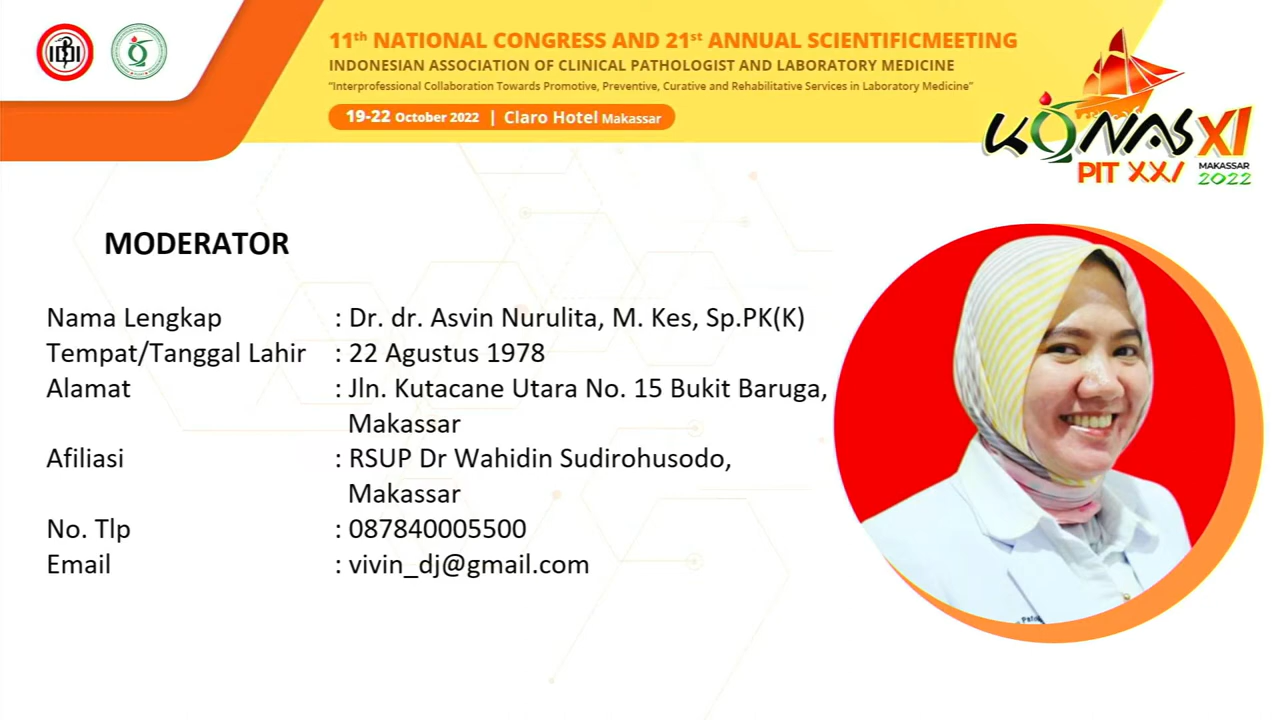 11th NATIONAL CONGRESS AND 21st ANNUAL SCIENTIFICMEETING
INDONESIAN ASSOCIATION OF CLINICAL PATHOLOGIST AND LABORATORY MEDICINE
“Interprofessional Collaboration Towards Promotive, Preventive, Curative and Rehabilitative Services in Laboratory Medicine”
19-22 October 2022 | Claro Hotel Makassar
KONAS XI
PIT XXI MAKASSAR
2022
MODERATOR
Nama Lengkap : Dr. dr. Asvin Nurulita, M. Kes, Sp.PK(K)
Tempat/Tanggal Lahir : 22 Agustus 1978
Alamat : Jln. Kutacane Utara No. 15 Bukit Baruga,
Makassar
Afiliasi : RSUP Dr Wahidin Sudirohusodo,
Makassar
No. Tlp : 087840005500
Email : vivin_dj@gmail.com